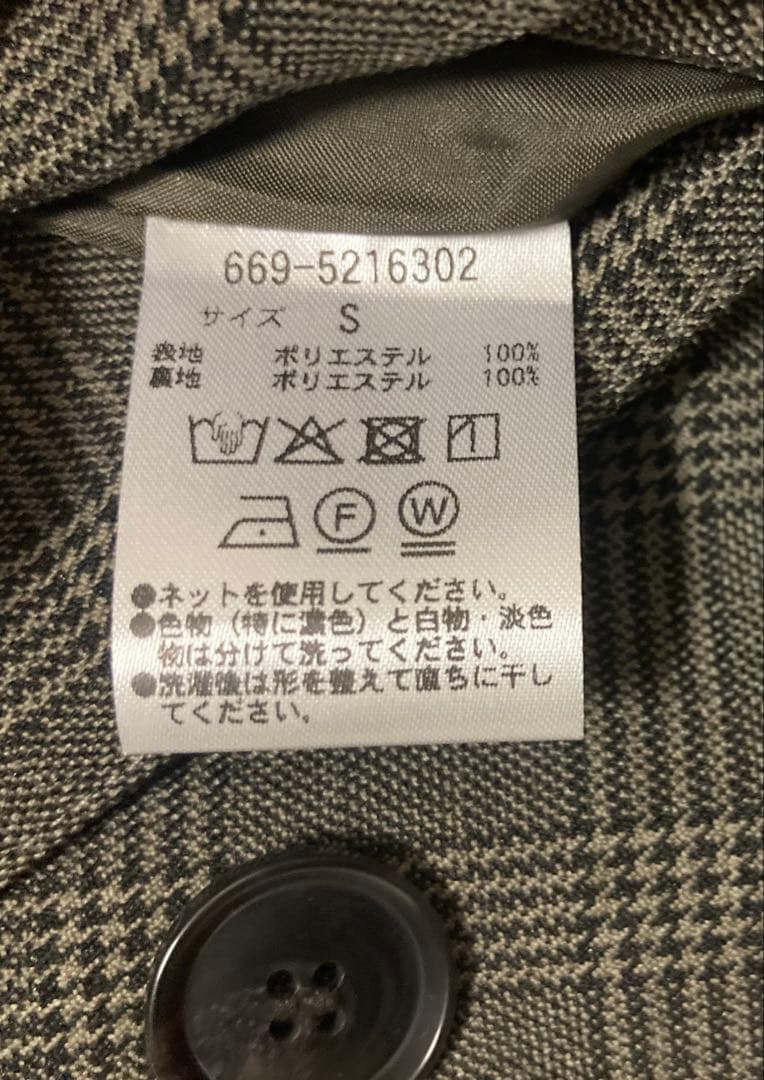 669-5216302
サイズ S
表地 ポリエステル 100%
裏地 ポリエステル 100%
F W
●ネットを使用してください。
●色物（特に濃色）と白物・淡色
物は分けて洗ってください。
●洗濯後は形を整えて直ちに干し
てください。